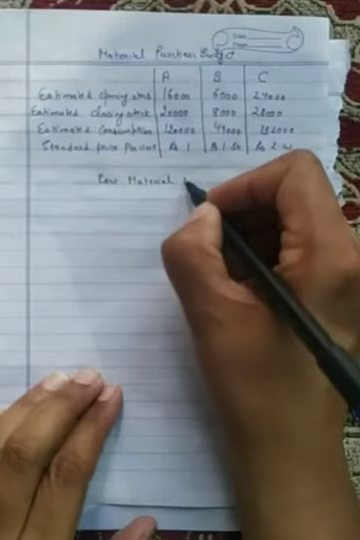 Date
Page
Material Purchase Budget
A B C
Estimated opening stock 16000 6000 24000
Estimated closing stock 20000 8000 28000
Estimated Consumption 120000 44000 132000
Standard price Per unit Rs 1 Rs 1.50 Rs 2.00
Raw Material